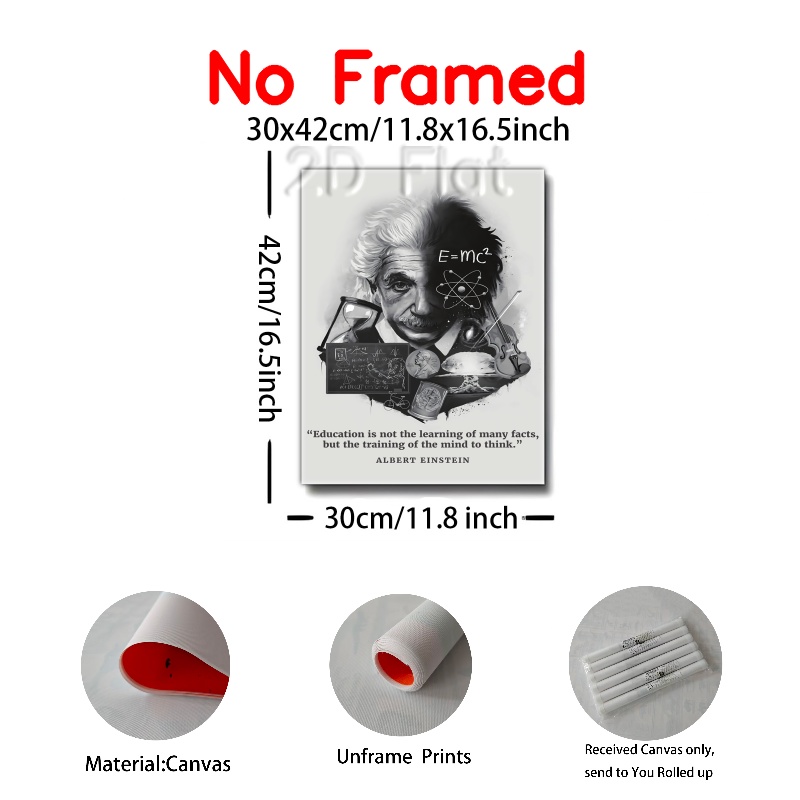 No Framed
30x42cm/11.8x16.5inch
2.D Flat
42cm/16.5inch
E=mc²
“Education is not the learning of many facts,
but the training of the mind to think.”
ALBERT EINSTEIN
30cm/11.8 inch
Material:Canvas
Unframe Prints
Received Canvas only,
send to You Rolled up